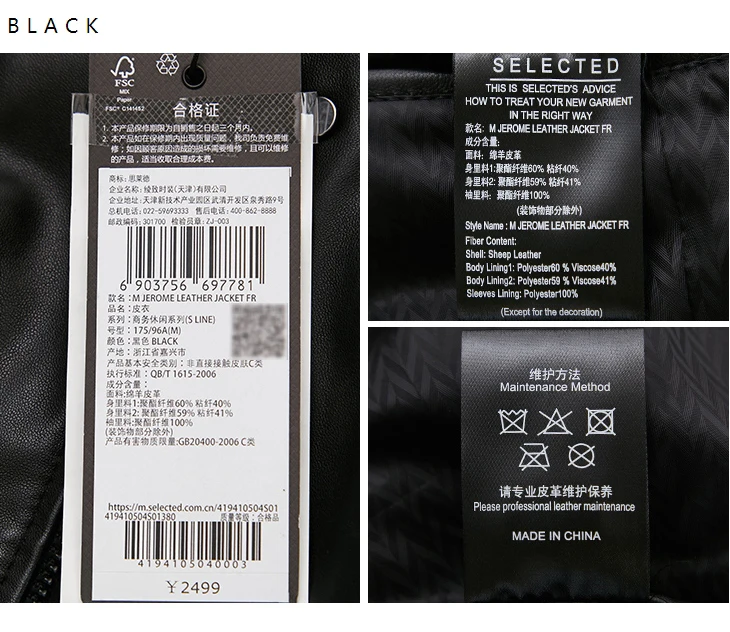 BLACK
FSC
MIX
Paper
FSC® C141482
合格证
1. 本产品保修期限为自销售之日起三个月内。
2. 本产品如在保修期内出现质量问题，我司负责免费维
修；如因顾客原因造成的损坏需要维修，且可以维修
的产品，适当收取合理成本费。
商标: 思莱德
企业名称: 绫致时装(天津)有限公司
企业地址: 天津新技术产业园区武清开发区泉秀路9号
总机电话: 022-59693333 售后电话: 400-862-8888
邮政编码: 301700 检验员章: ZJ-003
6 903756 697781
款名：M JEROME LEATHER JACKET FR
品名：皮衣
系列：商务休闲系列(S LINE)
号型：175/96A(M)
颜色：黑色 BLACK
产地：浙江省嘉兴市
产品基本安全类别：非直接接触皮肤C类
执行标准：QB/T 1615-2006
成分含量：
面料:绵羊皮革
身里料1:聚酯纤维60% 粘纤40%
身里料2:聚酯纤维59% 粘纤41%
袖里料:聚酯纤维100%
(装饰物部分除外)
产品有害物质限量:GB20400-2006 C类
https://m.selected.com.cn/419410504S01
419410504S01380 质量等级：合格品
4194105040003
￥2499
SELECTED
THIS IS SELECTED'S ADVICE
HOW TO TREAT YOUR NEW GARMENT
IN THE RIGHT WAY
款名: M JEROME LEATHER JACKET FR
成分含量:
面料: 绵羊皮革
身里料1:聚酯纤维60% 粘纤40%
身里料2: 聚酯纤维59% 粘纤41%
袖里料: 聚酯纤维100%
(装饰物部分除外)
Style Name : M JEROME LEATHER JACKET FR
Fiber Content:
Shell: Sheep Leather
Body Lining1: Polyester60 % Viscose40%
Body Lining2: Polyester59 % Viscose41%
Sleeves Lining: Polyester100%
(Except for the decoration)
维护方法
Maintenance Method
请专业皮革维护保养
Please professional leather maintenance
MADE IN CHINA